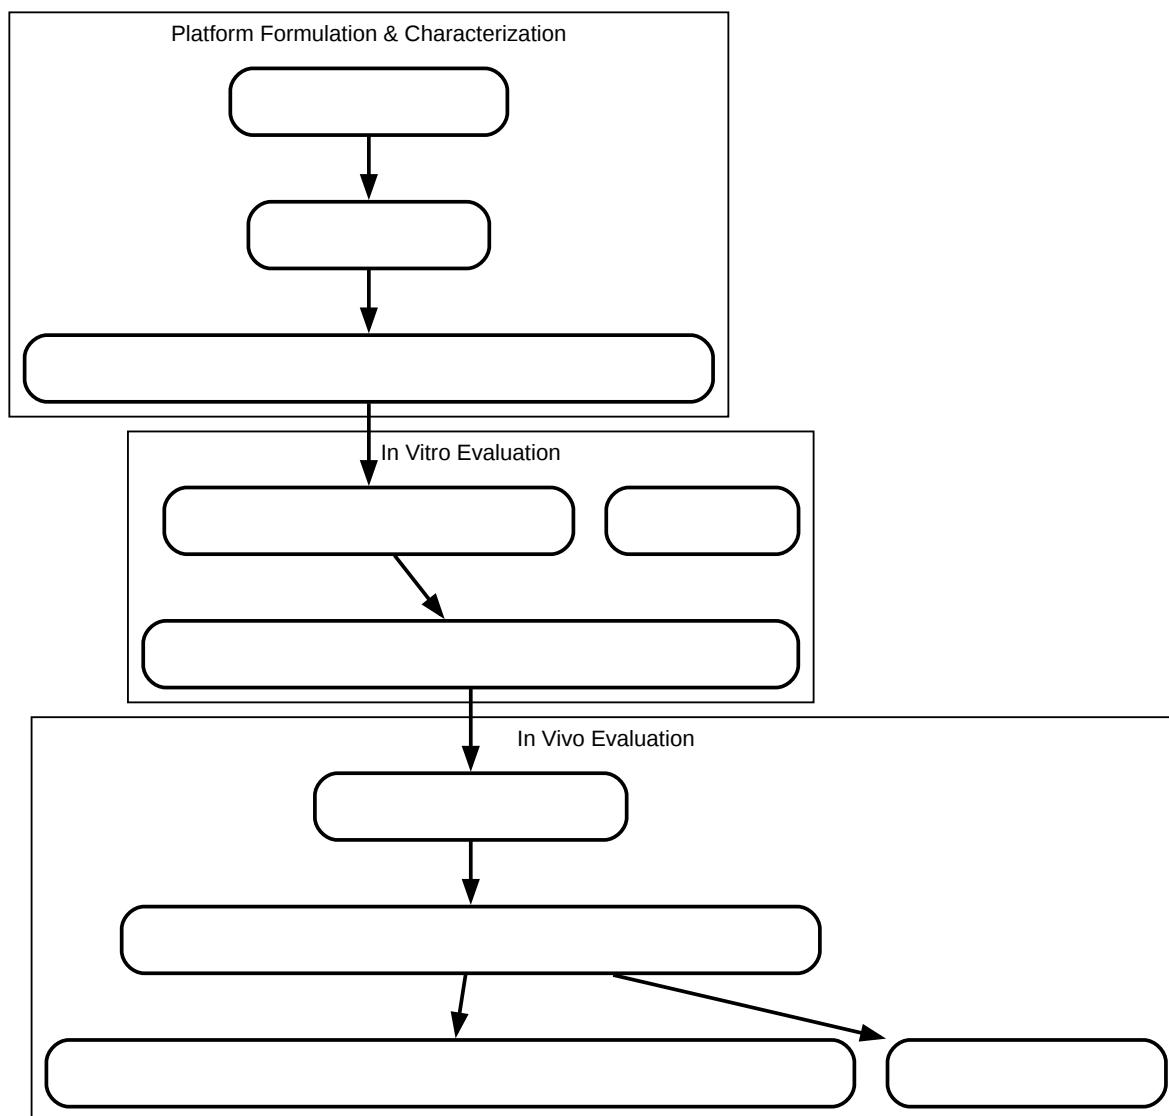 Platform Formulation & Characterization
In Vitro Evaluation
In Vivo Evaluation